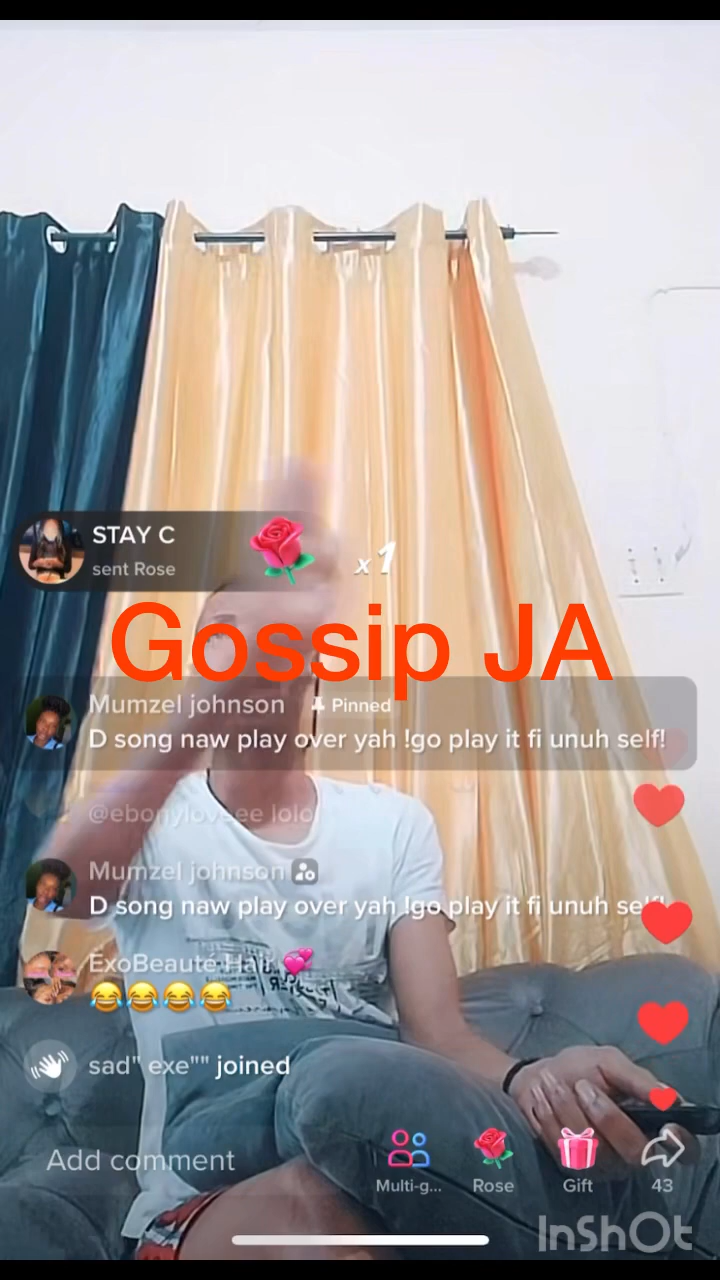 STAY C
sent Rose
x1
Gossip JA
Mumzel johnson Pinned
D song naw play over yah !go play it fi unuh self!
@ebonyloveee lolo
Mumzel johnson
D song naw play over yah !go play it fi unuh self!
ExoBeauté Hair 💕
😂😂😂😂
sad" exe"" joined
Add comment
Multi-g... Rose Gift 43
InShOt